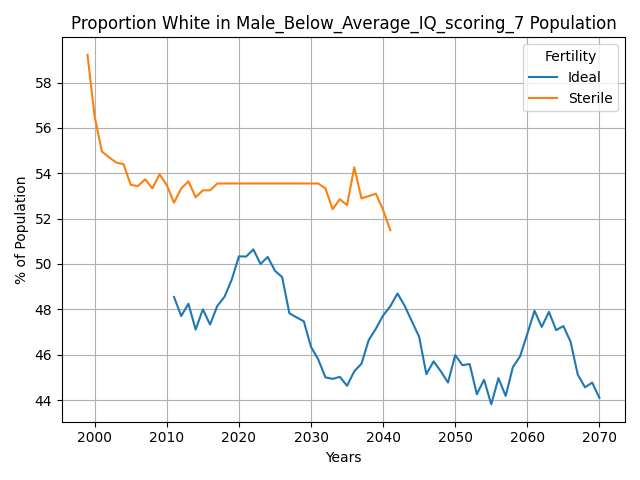 Proportion White in Male_Below_Average_IQ_scoring_7 Population
% of Population
58
56
54
52
50
48
46
44
Fertility
Ideal
Sterile
2000 2010 2020 2030 2040 2050 2060 2070
Years